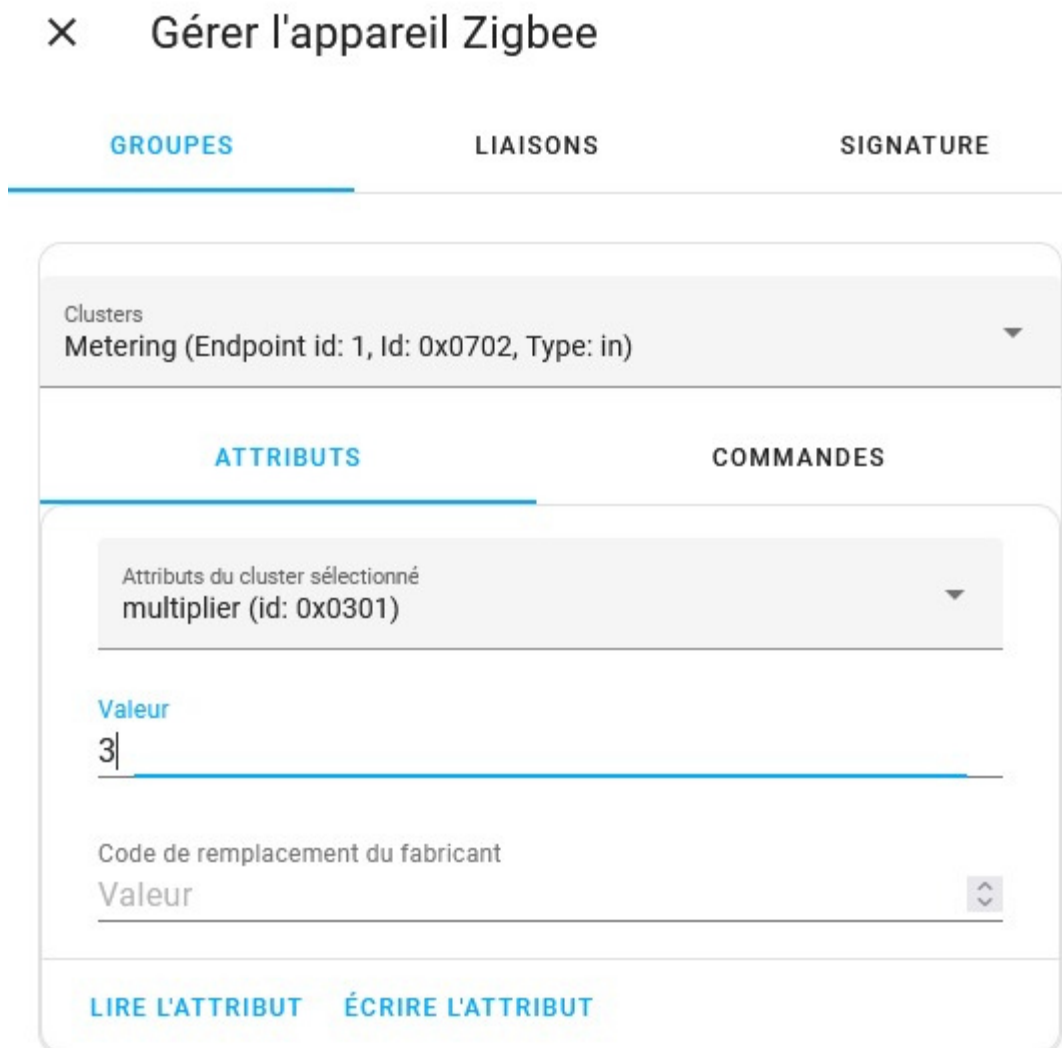 Gérer l'appareil Zigbee
GROUPES LIAISONS SIGNATURE
Clusters
Metering (Endpoint id: 1, Id: 0x0702, Type: in)
ATTRIBUTS COMMANDES
Attributs du cluster sélectionné
multiplier (id: 0x0301)
Valeur
3
Code de remplacement du fabricant
Valeur
LIRE L'ATTRIBUT ÉCRIRE L'ATTRIBUT